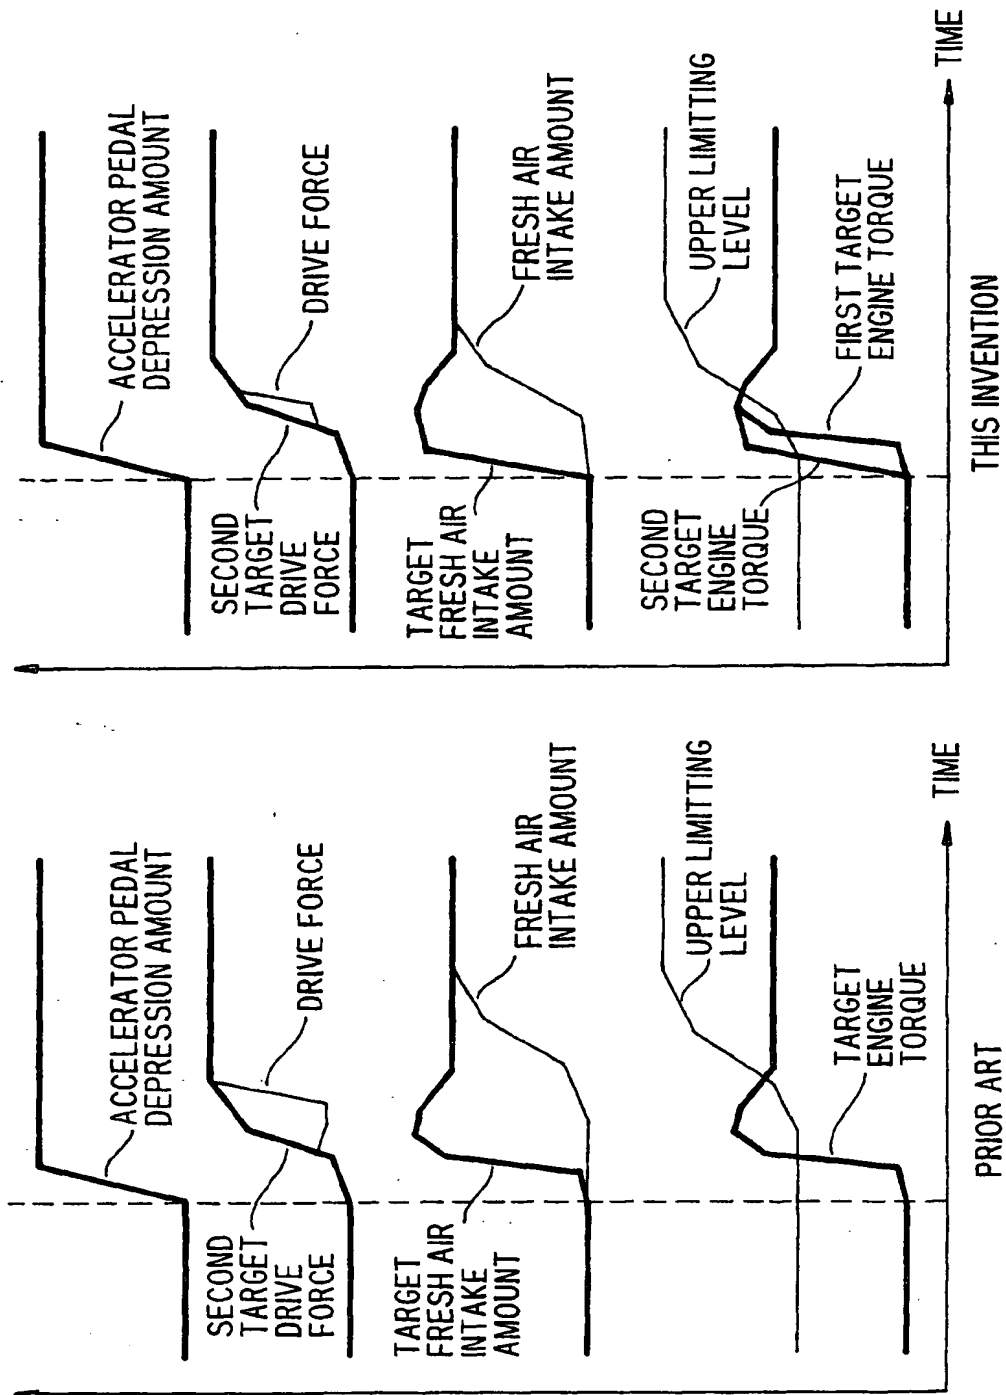 ACCELERATOR PEDAL
DEPRESSION AMOUNT
SECOND
TARGET
DRIVE
FORCE
DRIVE FORCE
TARGET
FRESH AIR
INTAKE
AMOUNT
FRESH AIR
INTAKE AMOUNT
UPPER LIMITTING
LEVEL
TARGET
ENGINE
TORQUE
TIME
PRIOR ART
ACCELERATOR PEDAL
DEPRESSION AMOUNT
SECOND
TARGET
DRIVE
FORCE
DRIVE FORCE
TARGET
FRESH AIR
INTAKE
AMOUNT
FRESH AIR
INTAKE AMOUNT
UPPER LIMITTING
LEVEL
SECOND
TARGET
ENGINE
TORQUE
FIRST TARGET
ENGINE TORQUE
TIME
THIS INVENTION